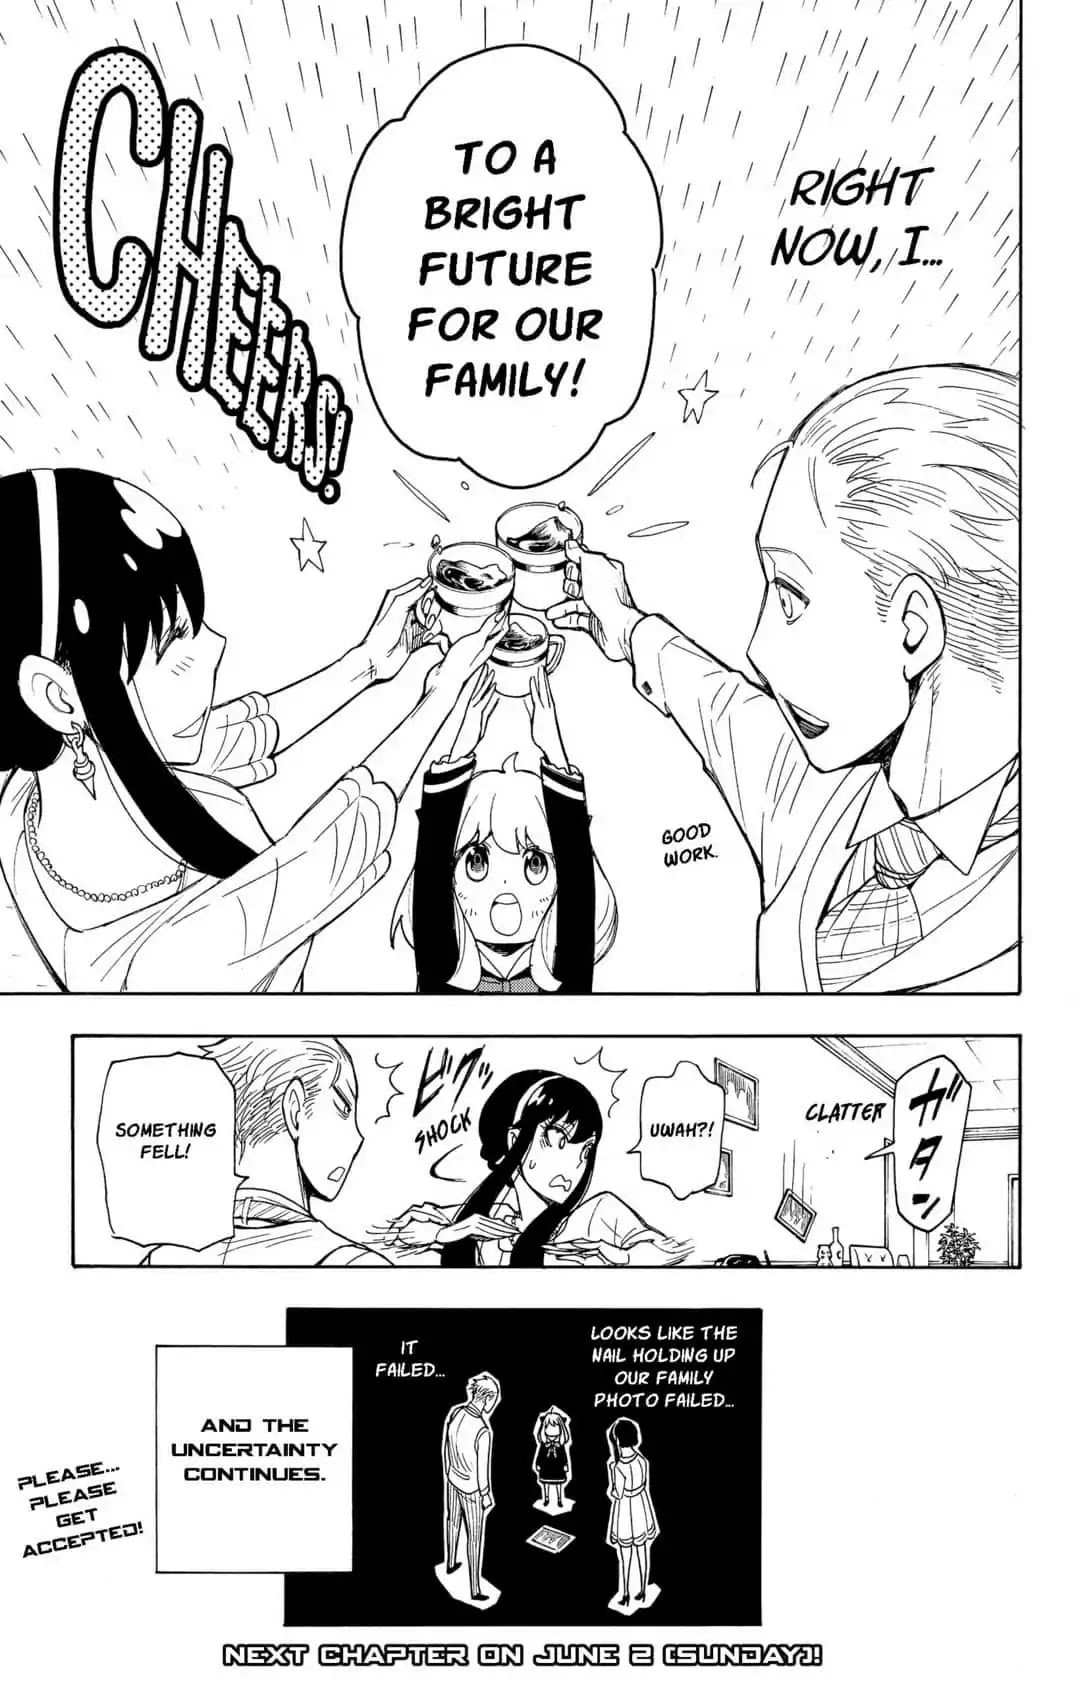 RIGHT
NOW, I...
TO A
BRIGHT
FUTURE
FOR OUR
FAMILY!
CHEERS!
GOOD
WORK.
ガタン
CLATTER
UWAH?!
ビクッ
SHOCK
SOMETHING
FELL!
LOOKS LIKE THE
NAIL HOLDING UP
OUR FAMILY
PHOTO FAILED...
IT
FAILED...
AND THE
UNCERTAINTY
CONTINUES.
PLEASE...
PLEASE
GET
ACCEPTED!
NEXT CHAPTER ON JUNE 2 (SUNDAY)!